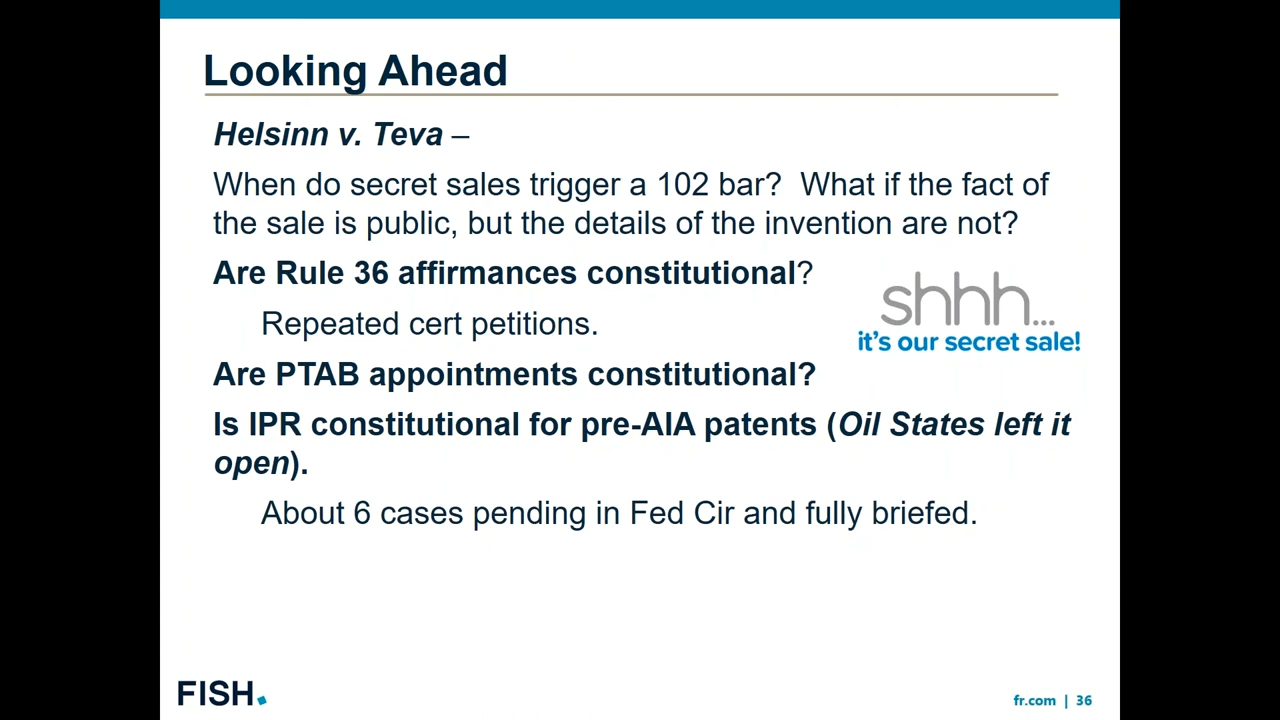 Looking Ahead
Helsinn v. Teva –
When do secret sales trigger a 102 bar?  What if the fact of
the sale is public, but the details of the invention are not?
Are Rule 36 affirmances constitutional?
Repeated cert petitions.
shhh...
it's our secret sale!
Are PTAB appointments constitutional?
Is IPR constitutional for pre-AIA patents (Oil States left it
open).
About 6 cases pending in Fed Cir and fully briefed.
FISH.
fr.com | 36